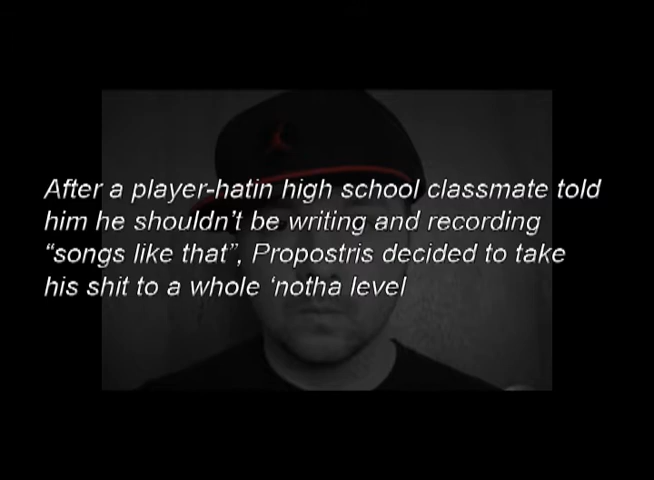 After a player-hatin high school classmate told
him he shouldn't be writing and recording
“songs like that”, Propostris decided to take
his shit to a whole ‘notha level